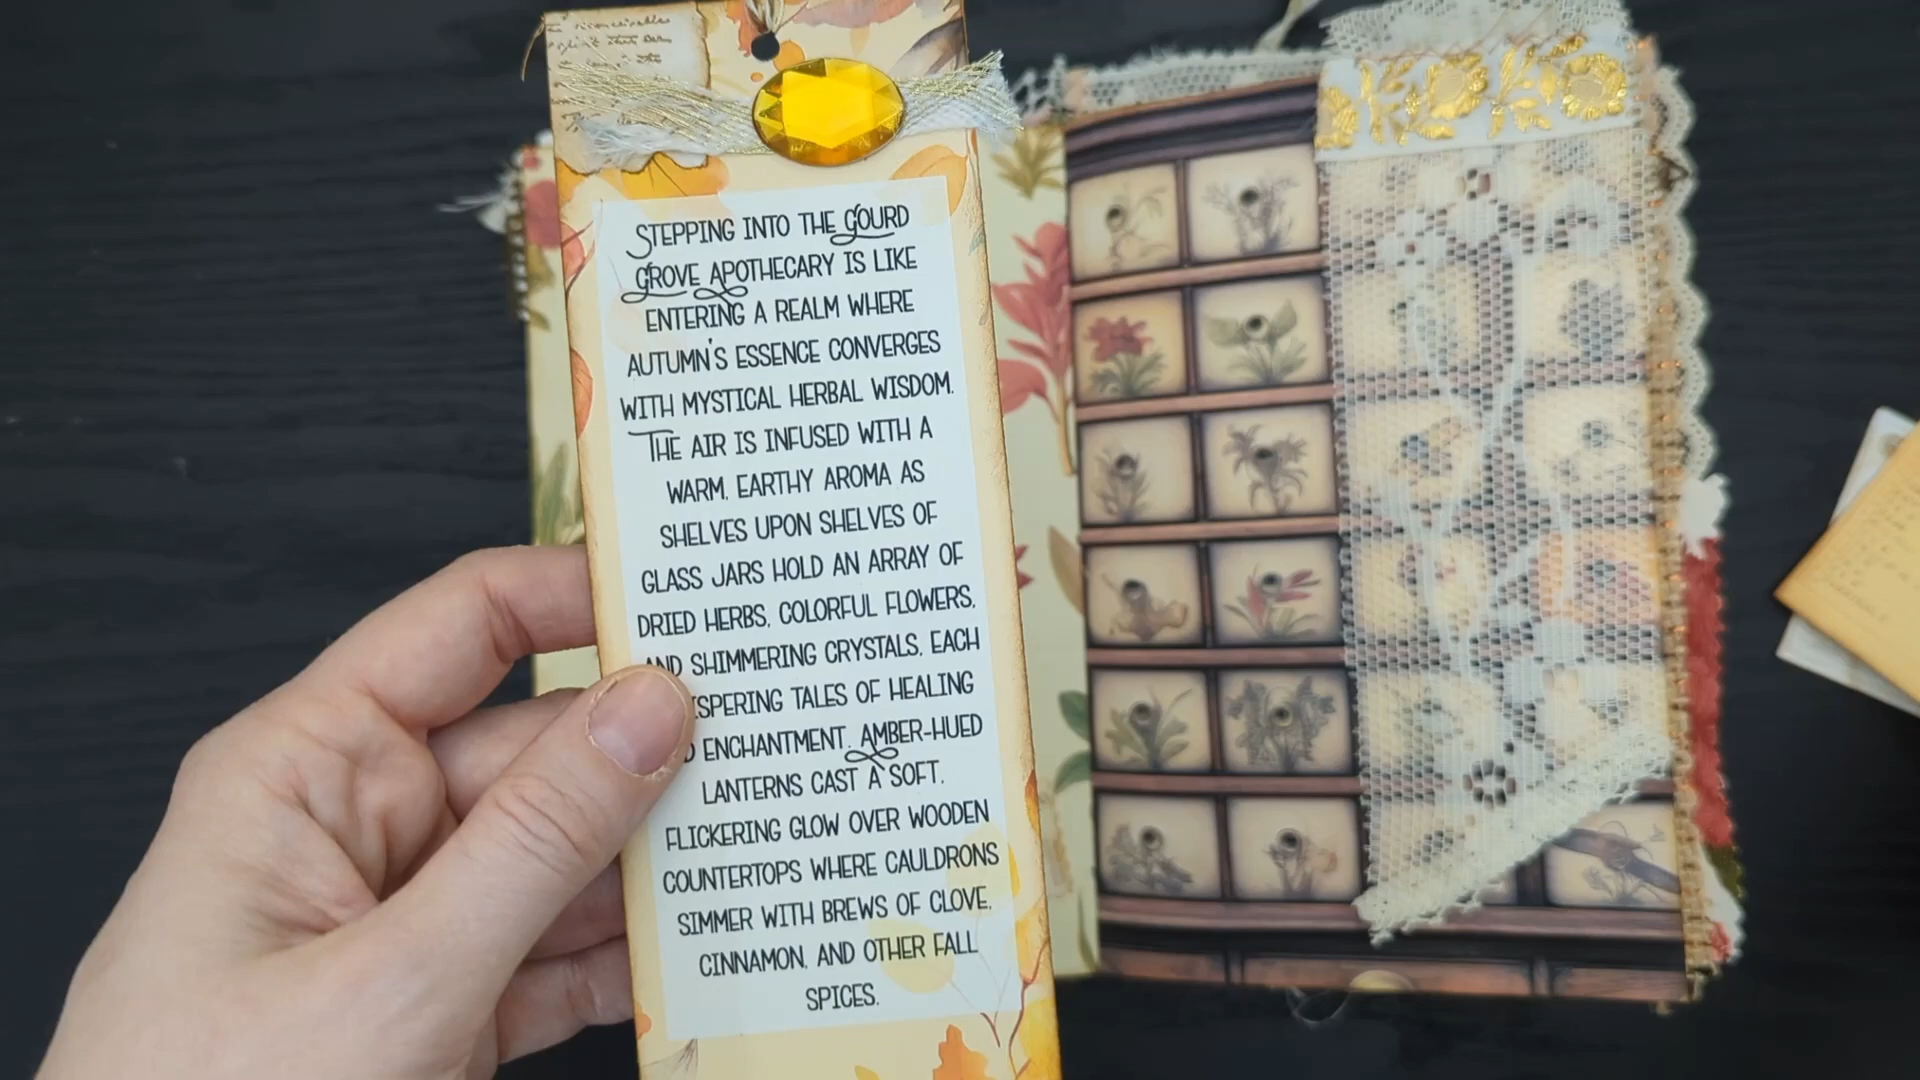 STEPPING INTO THE GOURD
GROVE APOTHECARY IS LIKE
ENTERING A REALM WHERE
AUTUMN'S ESSENCE CONVERGES
WITH MYSTICAL HERBAL WISDOM.
THE AIR IS INFUSED WITH A
WARM, EARTHY AROMA AS
SHELVES UPON SHELVES OF
GLASS JARS HOLD AN ARRAY OF
DRIED HERBS, COLORFUL FLOWERS,
AND SHIMMERING CRYSTALS, EACH
ISPERING TALES OF HEALING
D ENCHANTMENT. AMBER-HUED
LANTERNS CAST A SOFT,
FLICKERING GLOW OVER WOODEN
COUNTERTOPS WHERE CAULDRONS
SIMMER WITH BREWS OF CLOVE,
CINNAMON, AND OTHER FALL
SPICES.